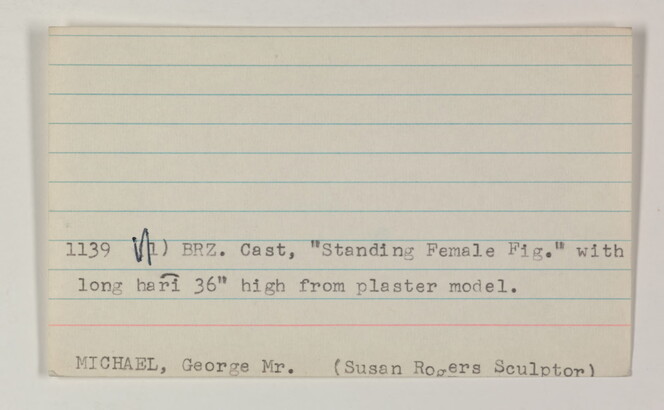 1139 (1) BRZ. Cast, "Standing Female Fig." with
long hari 36" high from plaster model.
MICHAEL, George Mr. (Susan Rogers Sculptor)